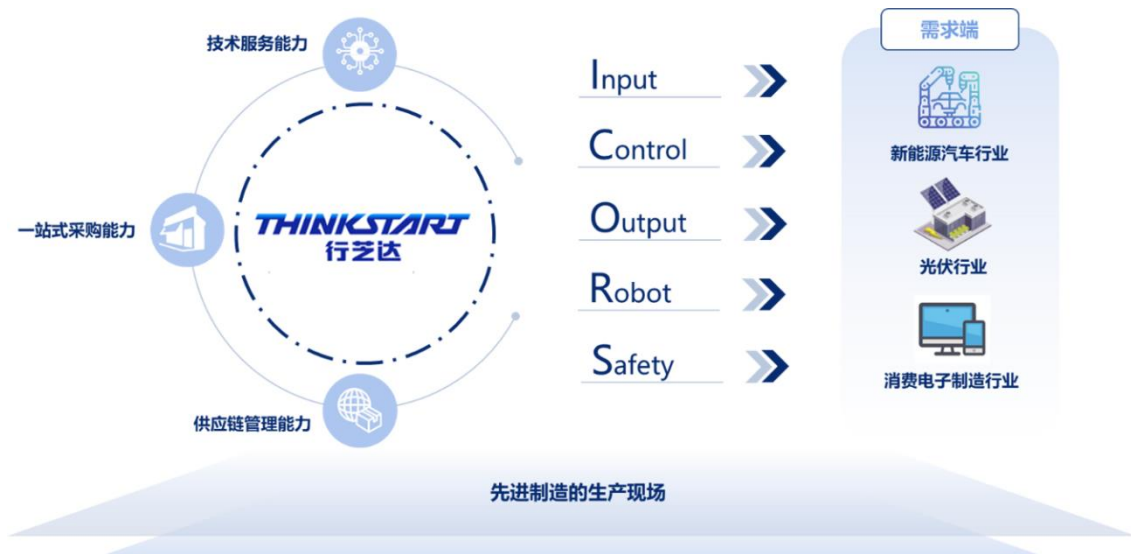 技术服务能力
一站式采购能力
供应链管理能力
THINKSTART
行芝达
Input
Control
Output
Robot
Safety
需求端
新能源汽车行业
光伏行业
消费电子制造行业
先进制造的生产现场